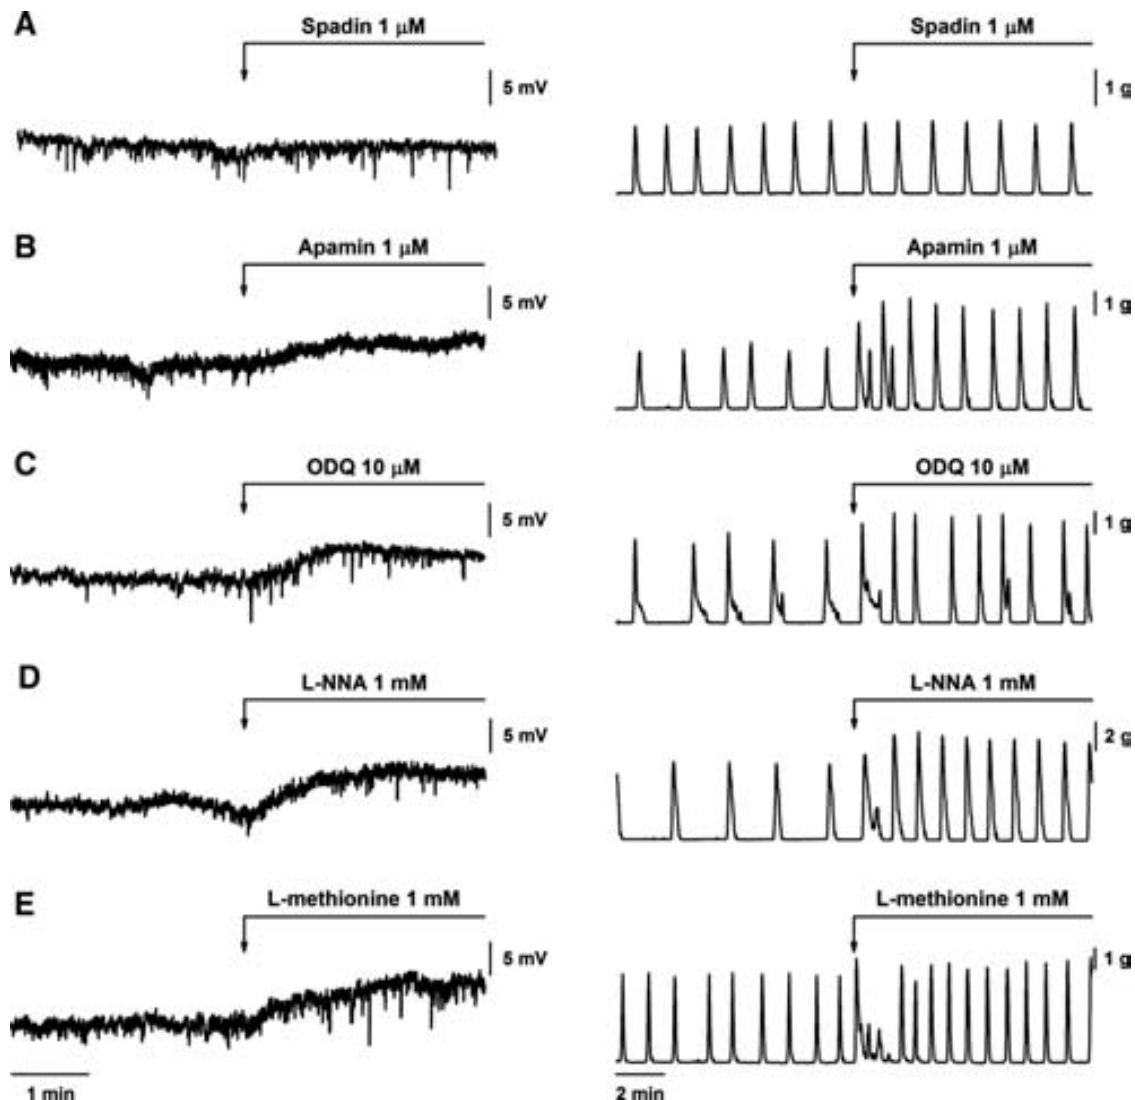 A
Spadin 1 μM
5 mV
Spadin 1 μM
1 g
B
Apamin 1 μM
5 mV
Apamin 1 μM
1 g
C
ODQ 10 μM
5 mV
ODQ 10 μM
1 g
D
L-NNA 1 mM
5 mV
L-NNA 1 mM
2 g
E
L-methionine 1 mM
5 mV
L-methionine 1 mM
1 g
1 min
2 min